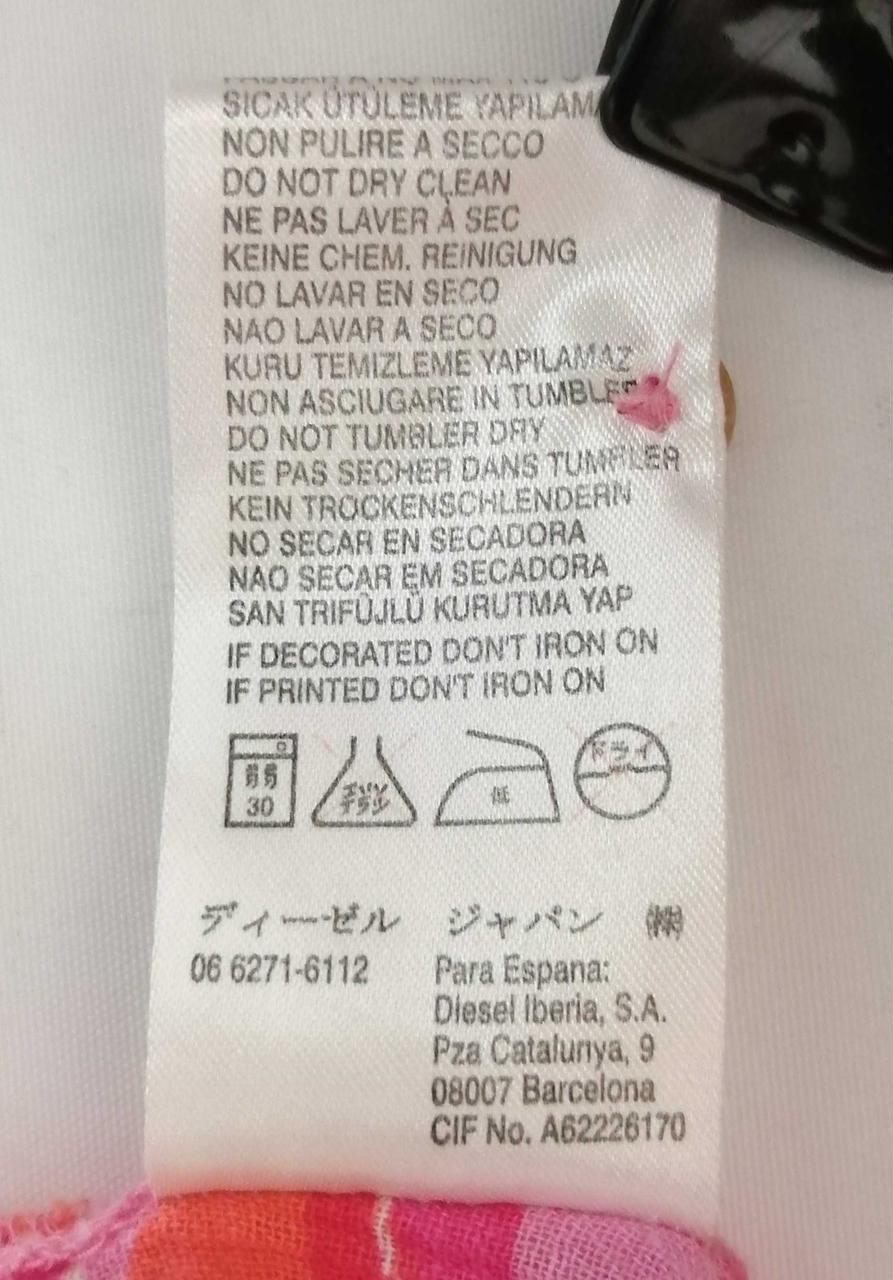 SICAK ÜTÜLEME
NON PULIRE A SECCO
DO NOT DRY CLEAN
NE PAS LAVER À SEC
KEINE CHEM. REINIGUNG
NO LAVAR EN SECO
NAO LAVAR A SECO
KURU TEMIZLEME YAPILAMAZ
NON ASCIUGARE IN TUMBLER
DO NOT TUMBLER DRY
NE PAS SECHER DANS TUMBLER
KEIN TROCKENSCHLENDERN
NO SECAR EN SECADORA
NAO SECAR EM SECADORA
SAN TRIFÜJLÜ KURUTMA YAP
IF DECORATED DON'T IRON ON
IF PRINTED DON'T IRON ON
弱 30 エンソ テラシ 低 ドライ
ディーゼル ジャパン ㈱
06 6271-6112
Para Espana:
Diesel Iberia, S.A.
Pza Catalunya, 9
08007 Barcelona
CIF No. A62226170